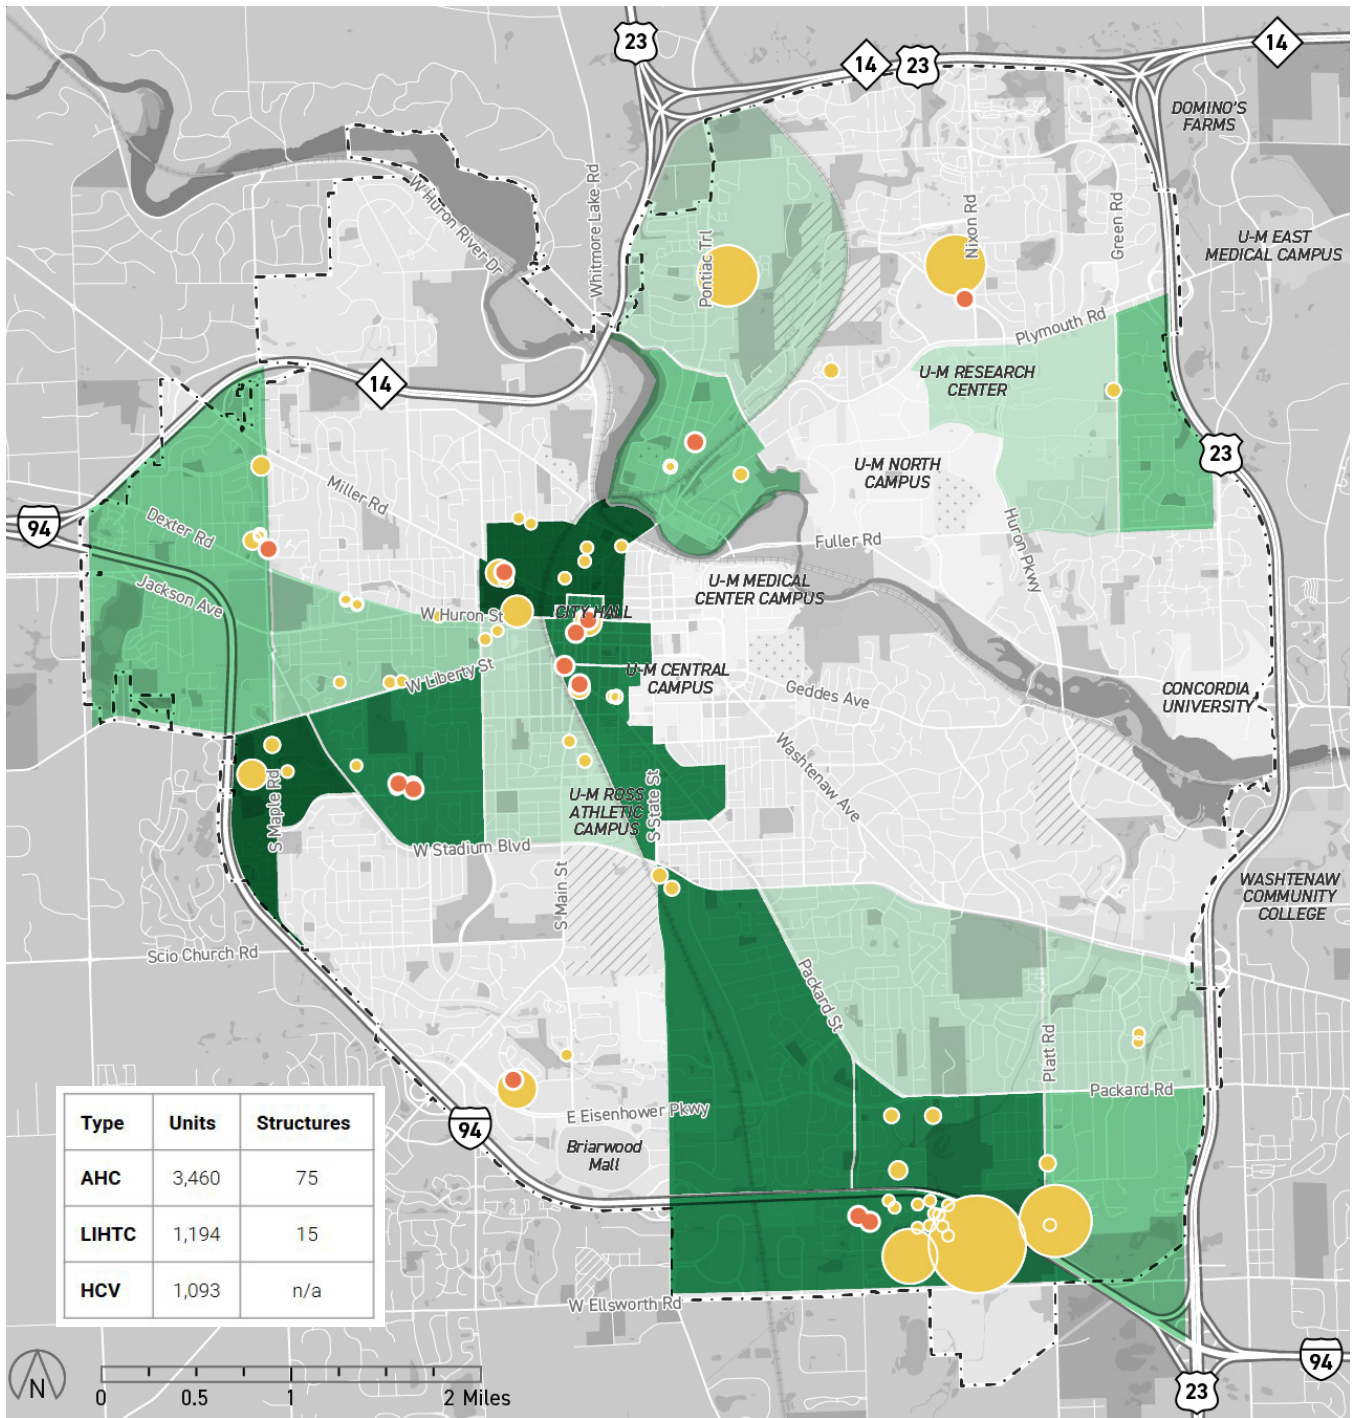 23
14
14
23
DOMINO'S
FARMS
W Huron River Dr
Whitmore Lake Rd
Pontiac Trl
Nixon Rd
Green Rd
U-M EAST
MEDICAL CAMPUS
Plymouth Rd
14
U-M RESEARCH
CENTER
23
U-M NORTH
CAMPUS
Miller Rd
94
Dexter Rd
Huron Pkwy
Fuller Rd
Jackson Ave
U-M MEDICAL
CENTER CAMPUS
W Huron St
CITY HALL
W Liberty St
U-M CENTRAL
CAMPUS
Geddes Ave
CONCORDIA
UNIVERSITY
Washtenaw Ave
S Maple Rd
U-M ROSS
ATHLETIC
CAMPUS
S State St
W Stadium Blvd
S Main St
WASHTENAW
COMMUNITY
COLLEGE
Scio Church Rd
Packard St
Platt Rd
Packard Rd
E Eisenhower Pkwy
94
Briarwood
Mall
Type Units Structures
AHC 3,460 75
LIHTC 1,194 15
HCV 1,093 n/a
W Ellsworth Rd
94
N
0 0.5 1 2 Miles
23